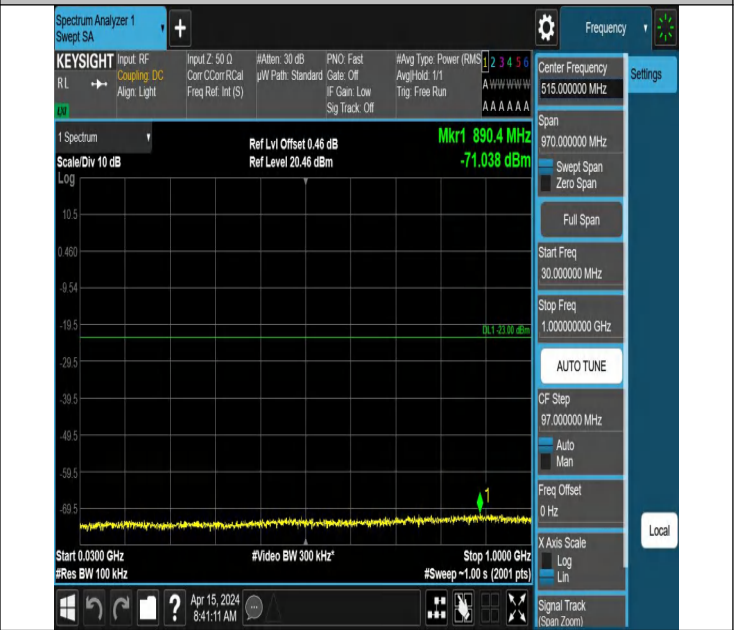 Spectrum Analyzer 1
Swept SA
+
Frequency
KEYSIGHT
RL
Input: RF
Coupling: DC
Align: Light
Input Z: 50 Ω
Corr CCorr RCal
Freq Ref: Int (S)
#Atten: 30 dB
µW Path: Standard
PNO: Fast
Gate: Off
IF Gain: Low
Sig Track: Off
#Avg Type: Power (RMS
Avg|Hold: 1/1
Trig: Free Run
1 2 3 4 5 6
A W W W W W
A A A A A A
1 Spectrum
Scale/Div 10 dB
Log
Ref Lvl Offset 0.46 dB
Ref Level 20.46 dBm
Mkr1 890.4 MHz
-71.038 dBm
10.5
0.460
-9.54
-19.5
DL1 -23.00 dBm
-29.5
-39.5
-49.5
-59.5
-69.5
1
Start 0.0300 GHz
#Res BW 100 kHz
#Video BW 300 kHz*
Stop 1.0000 GHz
#Sweep ~1.00 s (2001 pts)
Center Frequency
515.000000 MHz
Settings
Span
970.000000 MHz
Swept Span
Zero Span
Full Span
Start Freq
30.000000 MHz
Stop Freq
1.000000000 GHz
AUTO TUNE
CF Step
97.000000 MHz
Auto
Man
Freq Offset
0 Hz
X Axis Scale
Log
Lin
Local
Signal Track
(Span Zoom)
?
Apr 15, 2024
8:41:11 AM